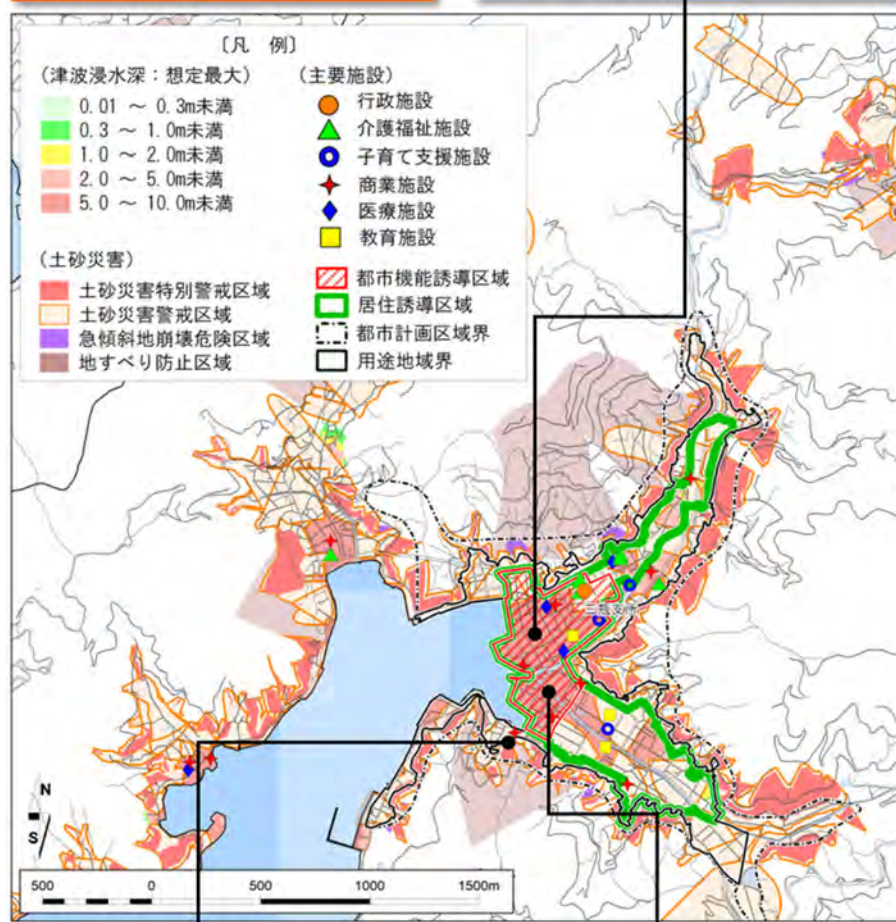 〔凡 例〕
(津波浸水深：想定最大)
0.01 ～ 0.3m未満
0.3 ～ 1.0m未満
1.0 ～ 2.0m未満
2.0 ～ 5.0m未満
5.0 ～ 10.0m未満
(土砂災害)
土砂災害特別警戒区域
土砂災害警戒区域
急傾斜地崩壊危険区域
地すべり防止区域
(主要施設)
行政施設
介護福祉施設
子育て支援施設
商業施設
医療施設
教育施設
都市機能誘導区域
居住誘導区域
都市計画区域界
用途地域界
三瓶支所
N
S
500 0 500 1000 1500m